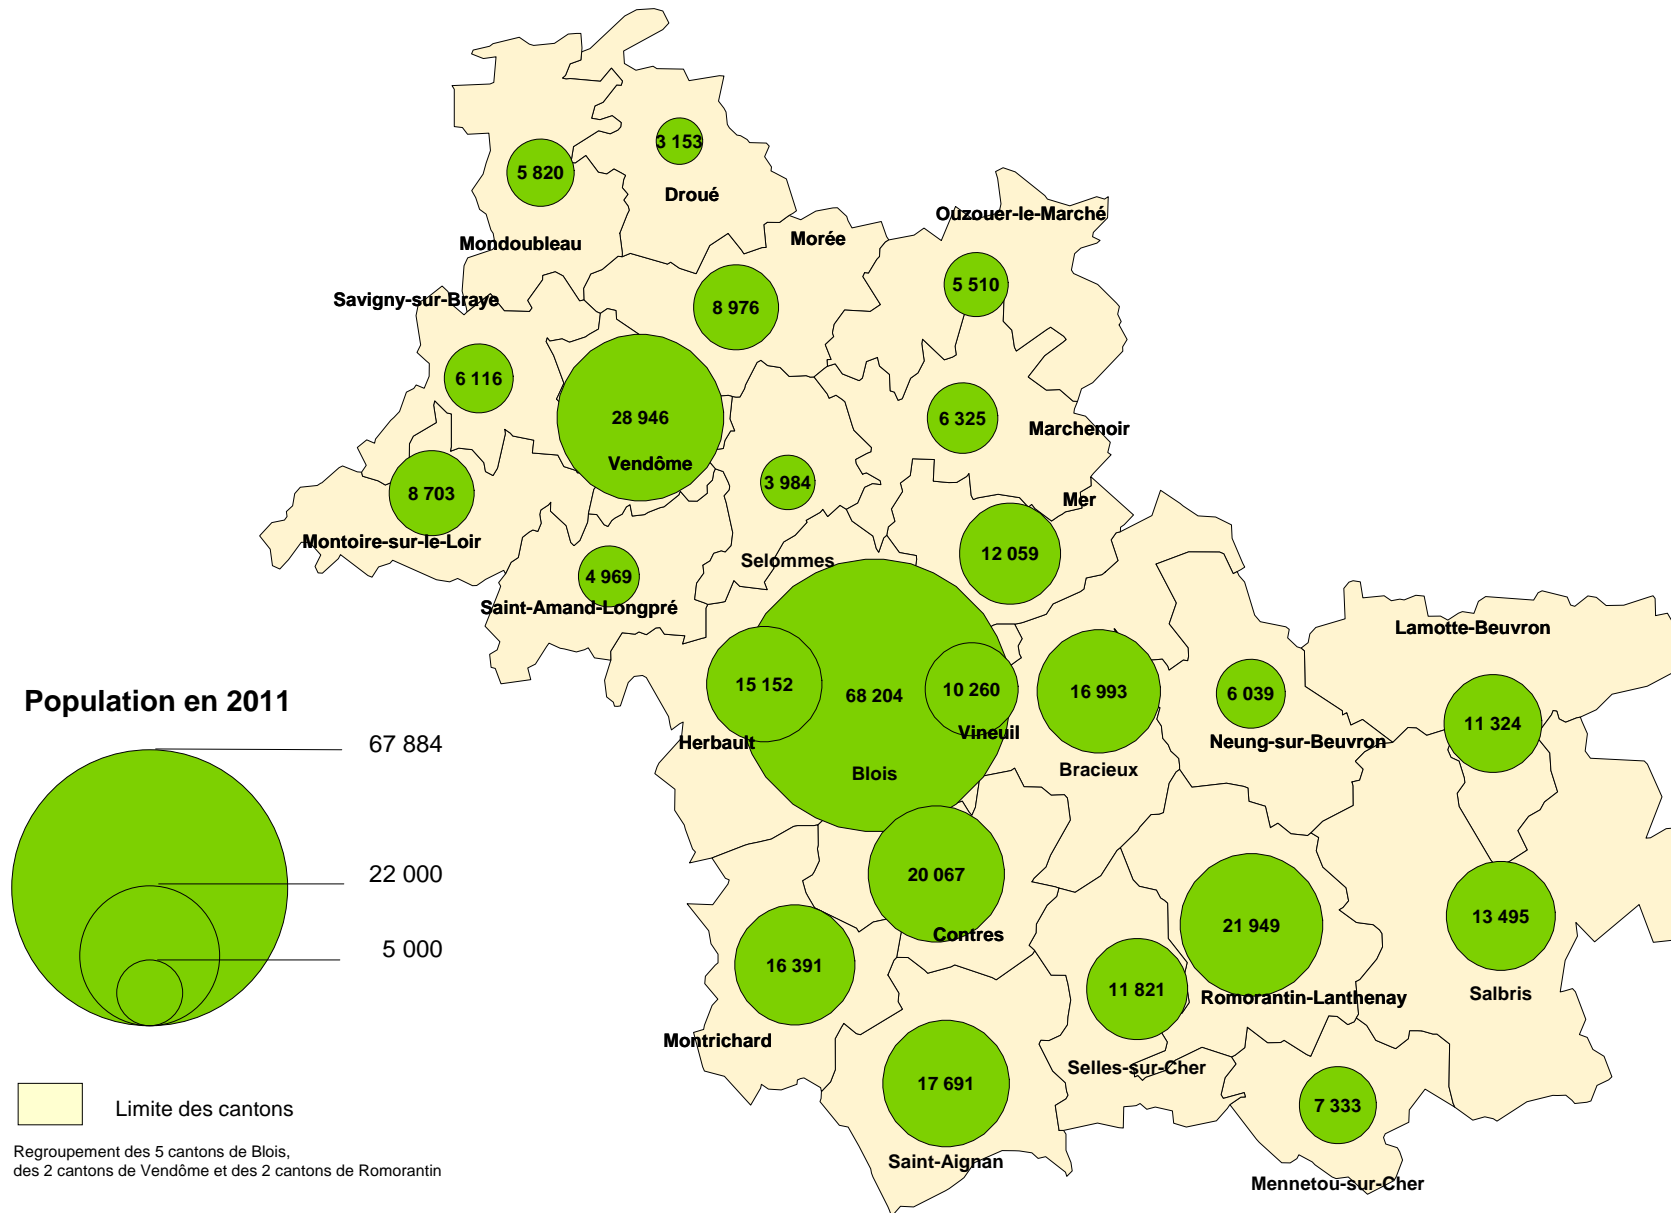 3 153
5 820
Droué
Ouzouer-le-Marché
Morée
Mondoubleau
5 510
Savigny-sur-Braye
8 976
6 116
28 946
6 325
Marchenoir
Vendôme
3 984
8 703
Mer
Montoire-sur-le-Loir
12 059
Selommes
4 969
Saint-Amand-Longpré
Lamotte-Beuvron
15 152
68 204
10 260
16 993
6 039
11 324
Vineuil
Herbault
Neung-sur-Beuvron
Bracieux
Blois
20 067
13 495
21 949
Contres
16 391
11 821
Romorantin-Lanthenay
Salbris
Montrichard
Selles-sur-Cher
17 691
7 333
Saint-Aignan
Mennetou-sur-Cher
Population en 2011
67 884
22 000
5 000
Limite des cantons
Regroupement des 5 cantons de Blois,
des 2 cantons de Vendôme et des 2 cantons de Romorantin